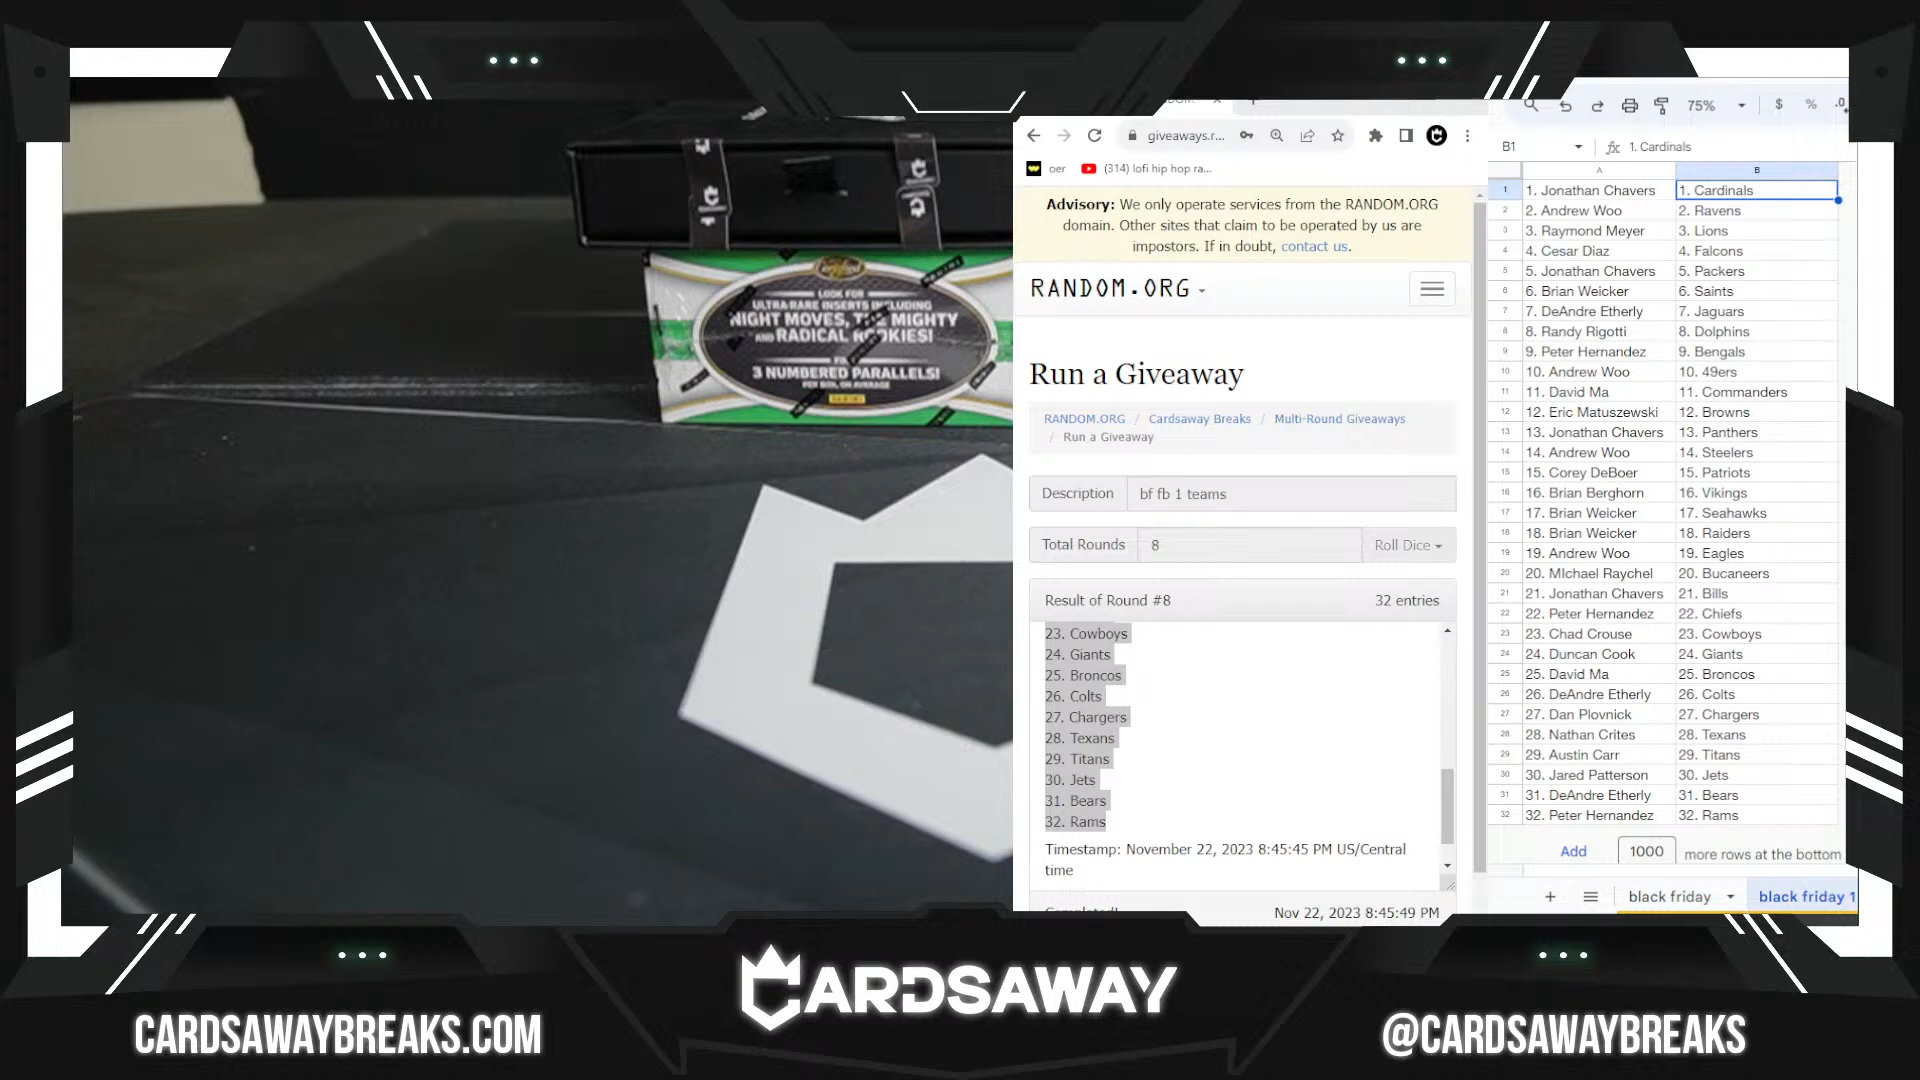 LOOK FOR
ULTRA-RARE INSERTS INCLUDING
NIGHT MOVES, THE MIGHTY
AND RADICAL ROOKIES!
3 NUMBERED PARALLELS!
PER BOX, ON AVERAGE
PANINI
giveaways.r...
oer
(314) lofi hip hop ra...
Advisory: We only operate services from the RANDOM.ORG
domain. Other sites that claim to be operated by us are
impostors. If in doubt, contact us.
RANDOM.ORG
Run a Giveaway
RANDOM.ORG / Cardsaway Breaks / Multi-Round Giveaways
/ Run a Giveaway
Description bf fb 1 teams
Total Rounds 8 Roll Dice
Result of Round #8 32 entries
23. Cowboys
24. Giants
25. Broncos
26. Colts
27. Chargers
28. Texans
29. Titans
30. Jets
31. Bears
32. Rams
Timestamp: November 22, 2023 8:45:45 PM US/Central
time
Completed! Nov 22, 2023 8:45:49 PM
75% $ % .0
B1 fx 1. Cardinals
A B
1 1. Jonathan Chavers 1. Cardinals
2 2. Andrew Woo 2. Ravens
3 3. Raymond Meyer 3. Lions
4 4. Cesar Diaz 4. Falcons
5 5. Jonathan Chavers 5. Packers
6 6. Brian Weicker 6. Saints
7 7. DeAndre Etherly 7. Jaguars
8 8. Randy Rigotti 8. Dolphins
9 9. Peter Hernandez 9. Bengals
10 10. Andrew Woo 10. 49ers
11 11. David Ma 11. Commanders
12 12. Eric Matuszewski 12. Browns
13 13. Jonathan Chavers 13. Panthers
14 14. Andrew Woo 14. Steelers
15 15. Corey DeBoer 15. Patriots
16 16. Brian Berghorn 16. Vikings
17 17. Brian Weicker 17. Seahawks
18 18. Brian Weicker 18. Raiders
19 19. Andrew Woo 19. Eagles
20 20. MIchael Raychel 20. Bucaneers
21 21. Jonathan Chavers 21. Bills
22 22. Peter Hernandez 22. Chiefs
23 23. Chad Crouse 23. Cowboys
24 24. Duncan Cook 24. Giants
25 25. David Ma 25. Broncos
26 26. DeAndre Etherly 26. Colts
27 27. Dan Plovnick 27. Chargers
28 28. Nathan Crites 28. Texans
29 29. Austin Carr 29. Titans
30 30. Jared Patterson 30. Jets
31 31. DeAndre Etherly 31. Bears
32 32. Peter Hernandez 32. Rams
Add 1000 more rows at the bottom
+ black friday black friday 1
CARDSAWAY
CARDSAWAYBREAKS.COM
@CARDSAWAYBREAKS